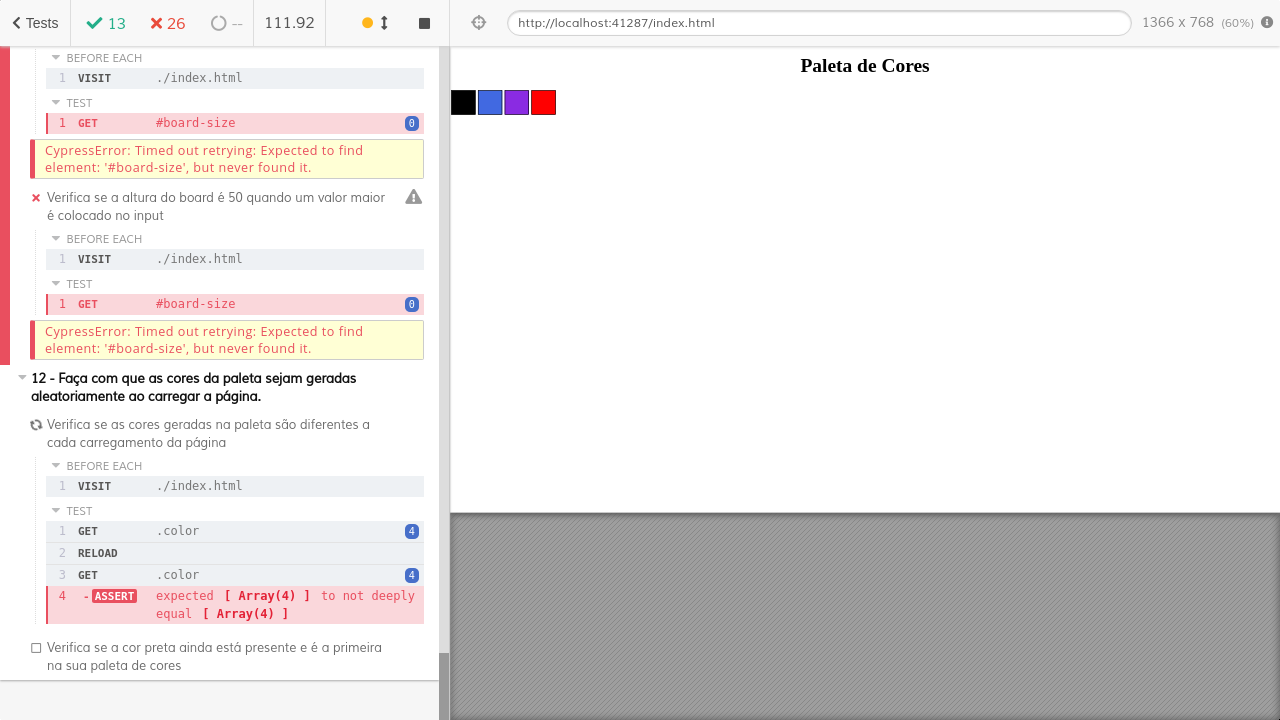 Tests 13 26 -- 111.92
http://localhost:41287/index.html 1366 x 768 (60%)
BEFORE EACH
1 VISIT ./index.html
TEST
1 GET #board-size 0
CypressError: Timed out retrying: Expected to find
element: '#board-size', but never found it.
Verifica se a altura do board é 50 quando um valor maior
é colocado no input
BEFORE EACH
1 VISIT ./index.html
TEST
1 GET #board-size 0
CypressError: Timed out retrying: Expected to find
element: '#board-size', but never found it.
12 - Faça com que as cores da paleta sejam geradas
aleatoriamente ao carregar a página.
Verifica se as cores geradas na paleta são diferentes a
cada carregamento da página
BEFORE EACH
1 VISIT ./index.html
TEST
1 GET .color 4
2 RELOAD
3 GET .color 4
4 -ASSERT expected [ Array(4) ] to not deeply
equal [ Array(4) ]
Verifica se a cor preta ainda está presente e é a primeira
na sua paleta de cores
Paleta de Cores